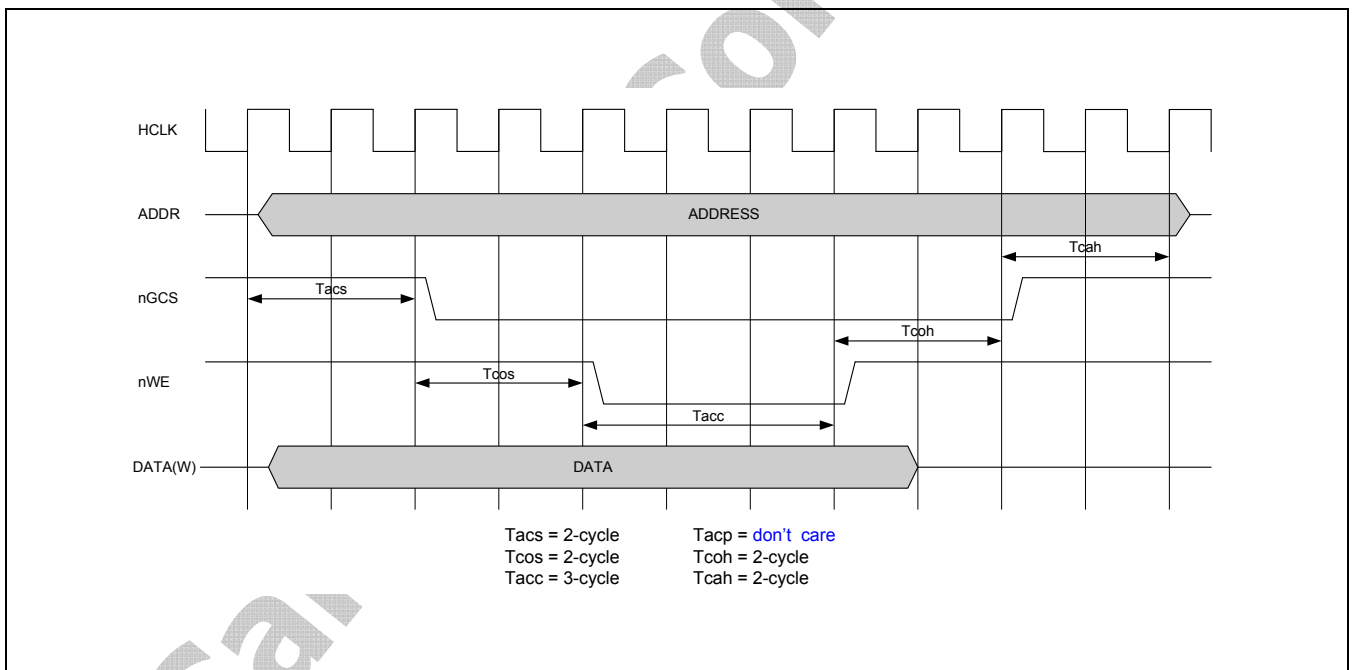 HCLK
ADDR
ADDRESS
Tcah
nGCS
Tacs
Tcoh
nWE
Tcos
Tacc
DATA(W)
DATA
Tacs = 2-cycle Tacp = don't care
Tcos = 2-cycle Tcoh = 2-cycle
Tacc = 3-cycle Tcah = 2-cycle